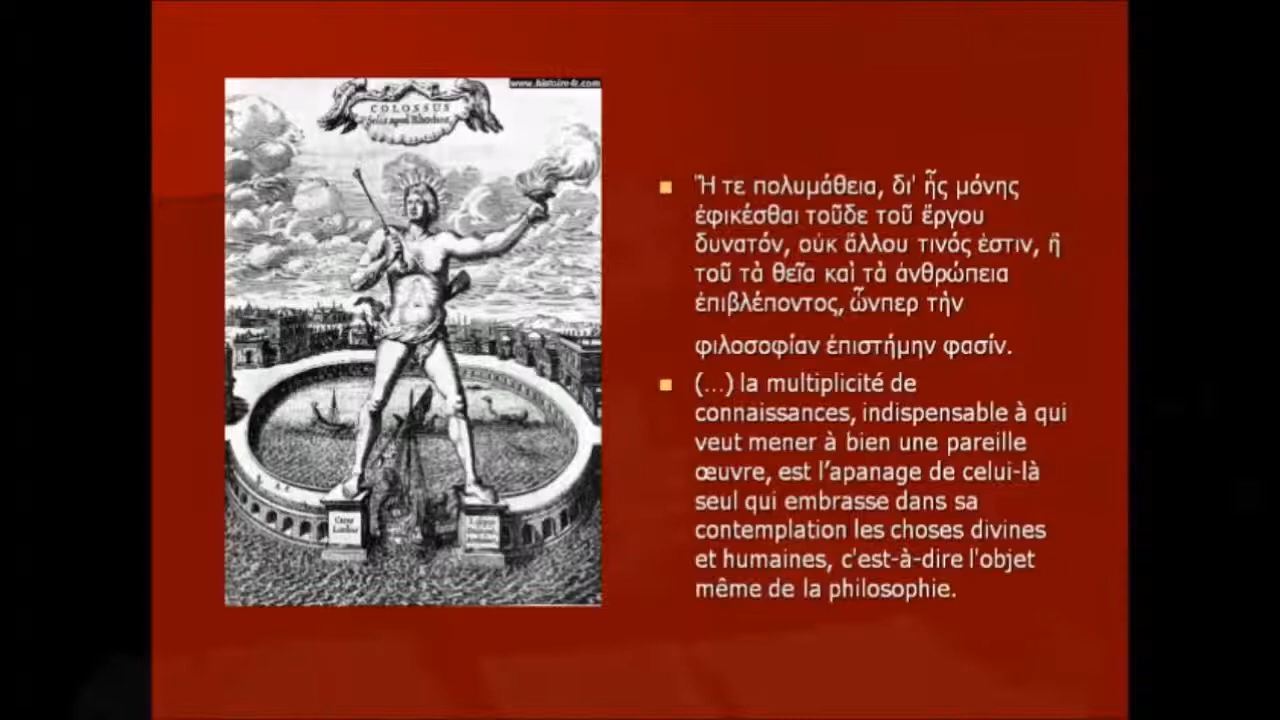 www.histoire-fr.com
COLOSSUS
Ἥ τε πολυμάθεια, δι' ἧς μόνης
ἐφικέσθαι τοῦδε τοῦ ἔργου
δυνατόν, οὐκ ἄλλου τινός ἐστιν, ἢ
τοῦ τὰ θεῖα καὶ τὰ ἀνθρώπεια
ἐπιβλέποντος, ὧνπερ τὴν
φιλοσοφίαν ἐπιστήμην φασίν.
(...) la multiplicité de
connaissances, indispensable à qui
veut mener à bien une pareille
œuvre, est l'apanage de celui-là
seul qui embrasse dans sa
contemplation les choses divines
et humaines, c'est-à-dire l'objet
même de la philosophie.